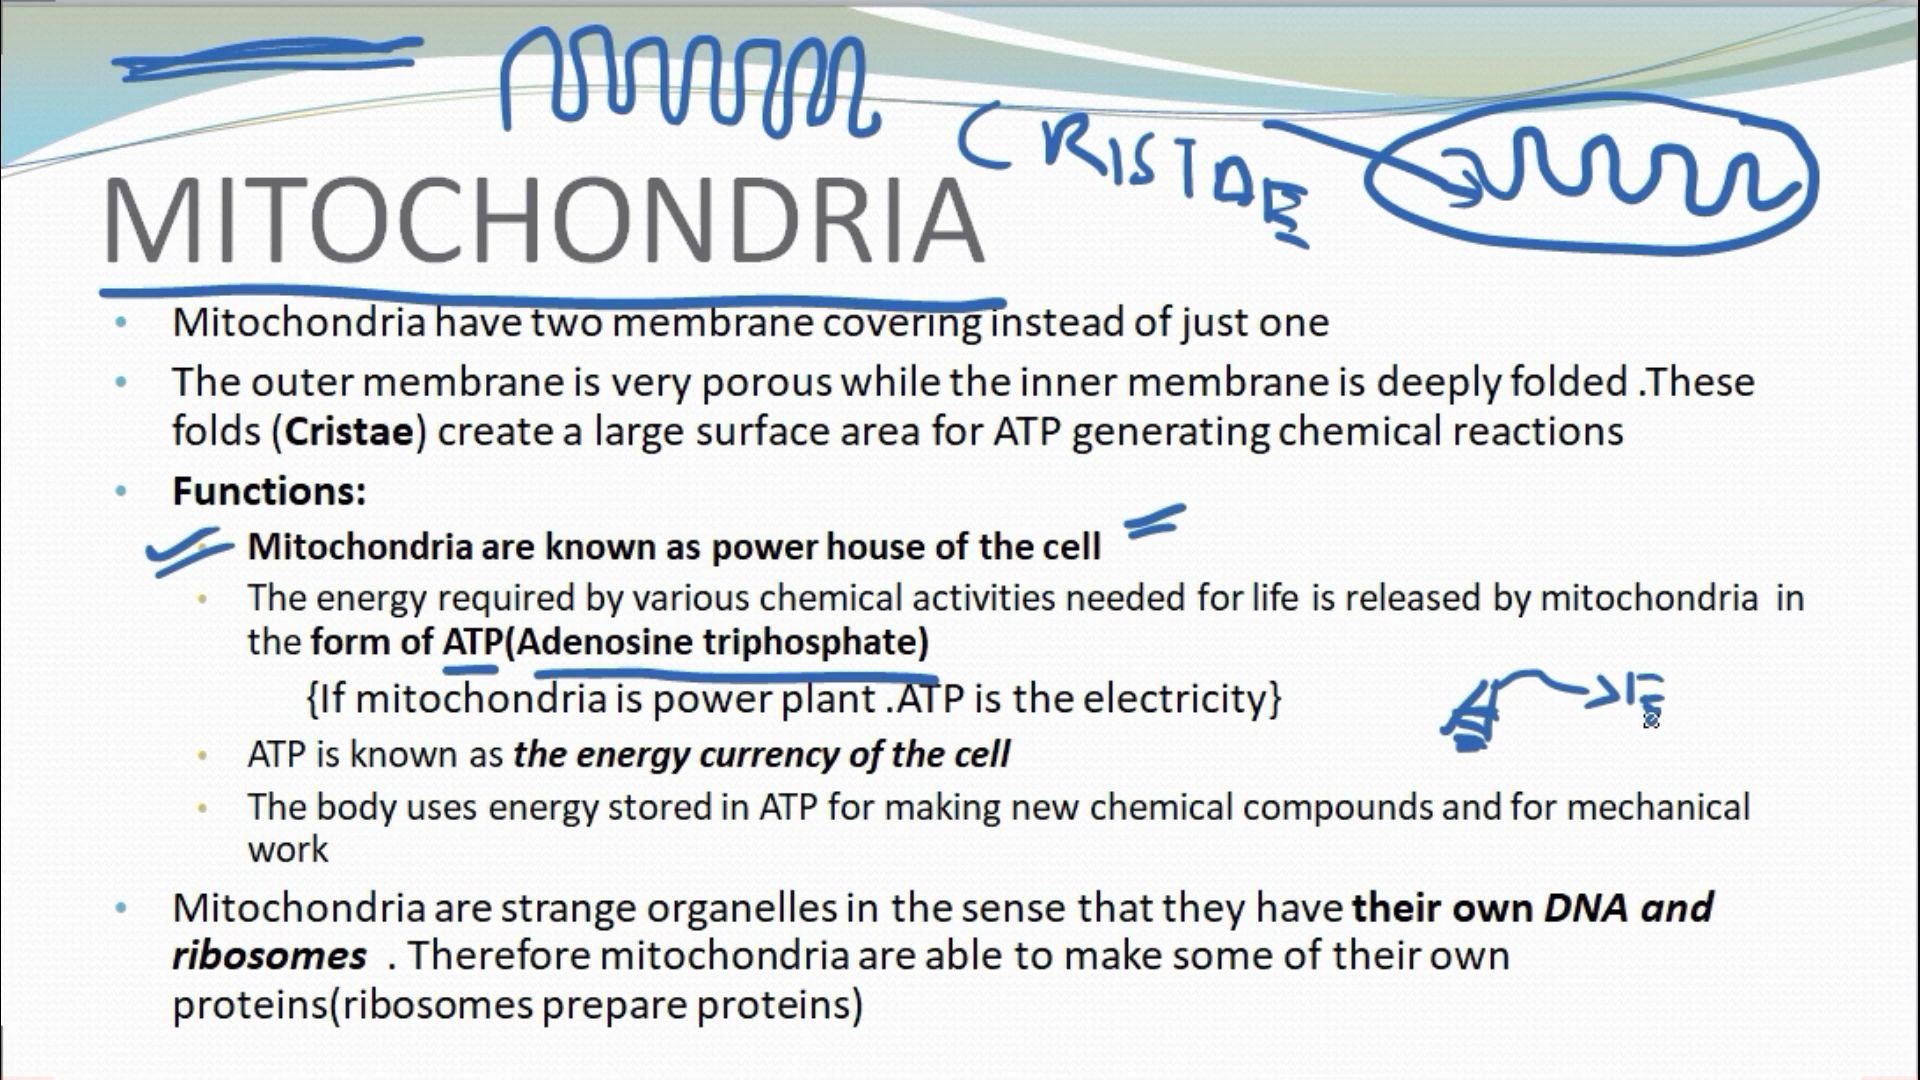 CRISTAE
MITOCHONDRIA
Mitochondria have two membrane covering instead of just one
The outer membrane is very porous while the inner membrane is deeply folded .These
folds (Cristae) create a large surface area for ATP generating chemical reactions
Functions:
Mitochondria are known as power house of the cell
The energy required by various chemical activities needed for life is released by mitochondria in
the form of ATP(Adenosine triphosphate)
{If mitochondria is power plant .ATP is the electricity}
ATP is known as the energy currency of the cell
The body uses energy stored in ATP for making new chemical compounds and for mechanical
work
Mitochondria are strange organelles in the sense that they have their own DNA and
ribosomes . Therefore mitochondria are able to make some of their own
proteins(ribosomes prepare proteins)